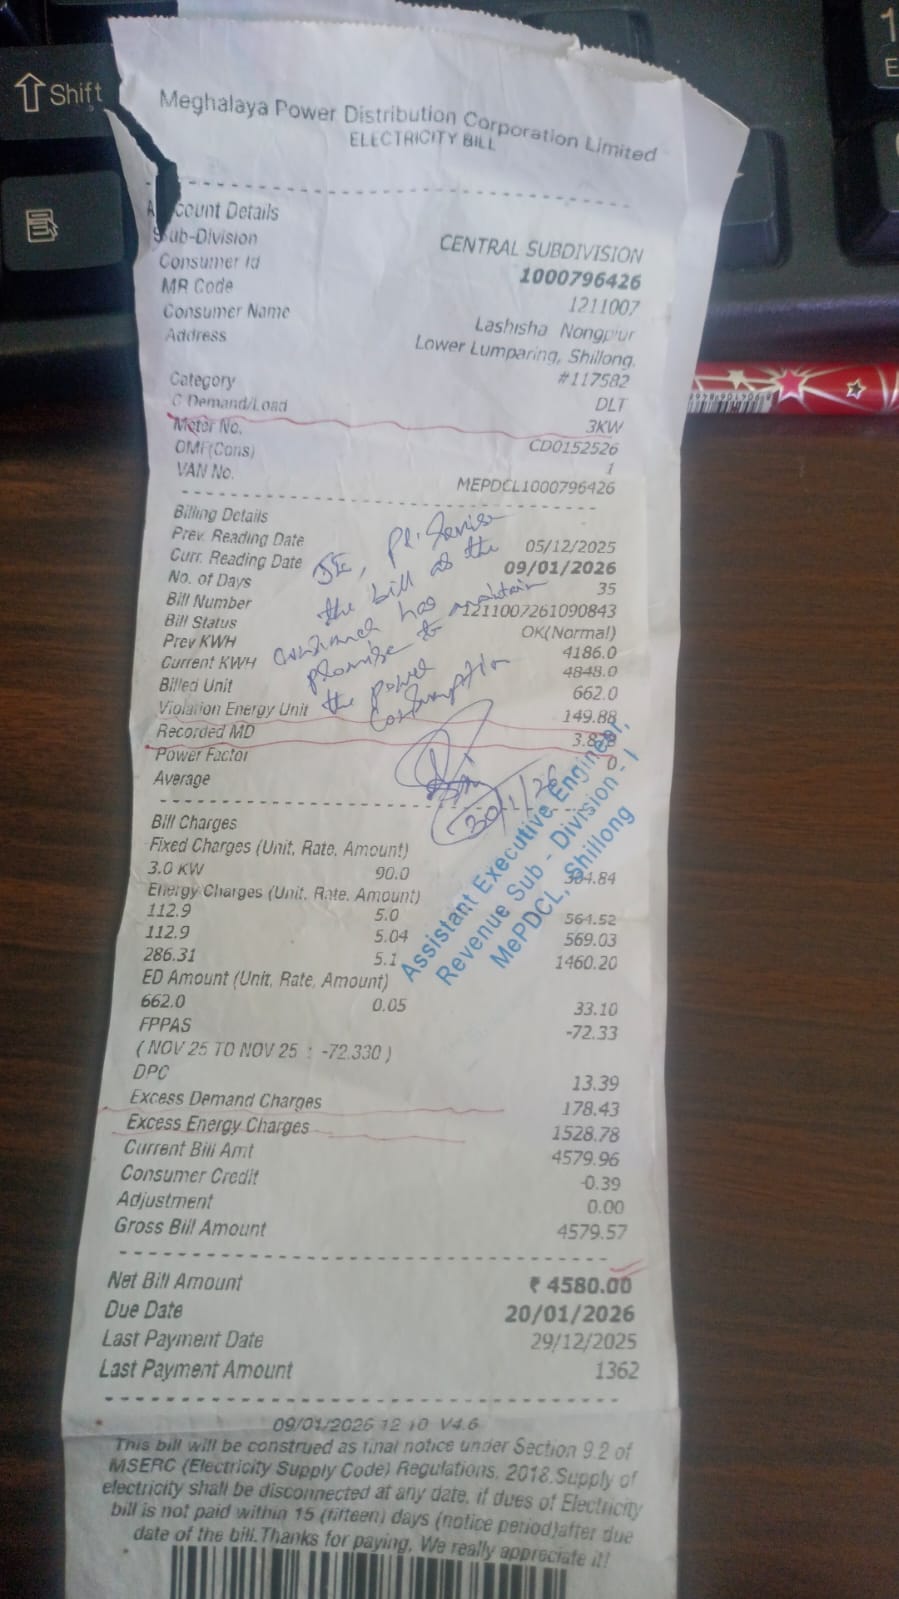 Shift
Meghalaya Power Distribution Corporation Limited
ELECTRICITY BILL
A count Details
Sub-Division CENTRAL SUBDIVISION
Consumer Id 1000796426
MR Code 1211007
Consumer Name Lashisha Nongpiur
Address Lower Lumparing, Shillong.
#117582
Category DLT
C Demand/Load 3KW
Meter No. CD0152526
OMF(Cons) 1
VAN No. MEPDCL1000796426
Billing Details
Prev. Reading Date 05/12/2025
Curr. Reading Date 09/01/2026
No. of Days 35
Bill Number 1211007261090843
Bill Status OK(Normal)
Prev KWH 4186.0
Current KWH 4848.0
Billed Unit 662.0
Violation Energy Unit 149.88
Recorded MD 3.878
Power Factor 0
Average
JE, Pl. Revise
the bill as the
consumer has
promise to maintain
the power
consumption
30/1/26
Assistant Executive Engineer,
Revenue Sub - Division - I
MePDCL, Shillong
Bill Charges
Fixed Charges (Unit, Rate, Amount)
3.0 KW 90.0 304.84
Energy Charges (Unit, Rate, Amount)
112.9 5.0 564.52
112.9 5.04 569.03
286.31 5.1 1460.20
ED Amount (Unit, Rate, Amount)
662.0 0.05 33.10
FPPAS -72.33
( NOV 25 TO NOV 25 : -72.330 )
DPC 13.39
Excess Demand Charges 178.43
Excess Energy Charges 1528.78
Current Bill Amt 4579.96
Consumer Credit -0.39
Adjustment 0.00
Gross Bill Amount 4579.57
Net Bill Amount ₹ 4580.00
Due Date 20/01/2026
Last Payment Date 29/12/2025
Last Payment Amount 1362
09/01/2026 12 10 V4.6
This bill will be construed as final notice under Section 9.2 of
MSERC (Electricity Supply Code) Regulations, 2018.Supply of
electricity shall be disconnected at any date, if dues of Electricity
bill is not paid within 15 (fifteen) days (notice period)after due
date of the bill.Thanks for paying, We really appreciate it!